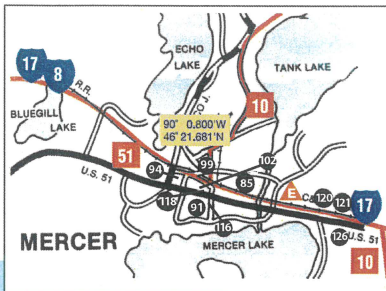 17
8
ECHO
LAKE
TANK LAKE
R.R.
BLUEGILL
LAKE
J.
O.
10
90° 0.800'W
46° 21.681'N
51
U.S. 51
94
99
102
85
E
C
120
121
17
118
91
116
126
U.S. 51
MERCER
MERCER LAKE
10